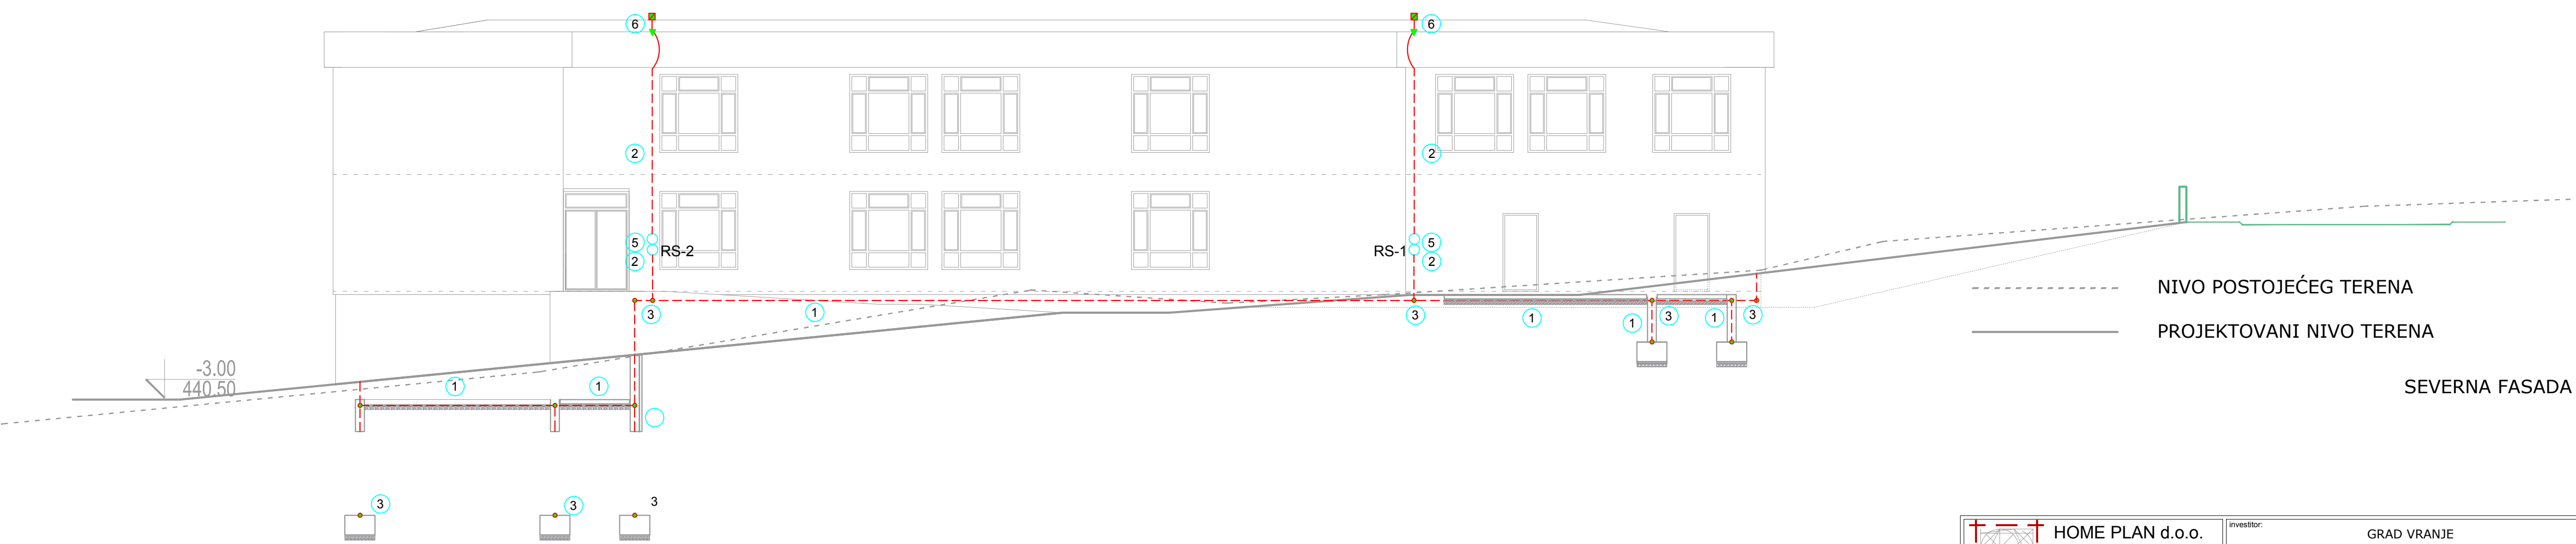 6 6
2 2
5 5
RS-2 RS-1
2 2
NIVO POSTOJEĆEG TERENA
3 1 3 1 1 3 1 3
PROJEKTOVANI NIVO TERENA
-3.00
440.50
1 1
SEVERNA FASADA
3 3 3
investitor:
HOME PLAN d.o.o.
GRAD VRANJE